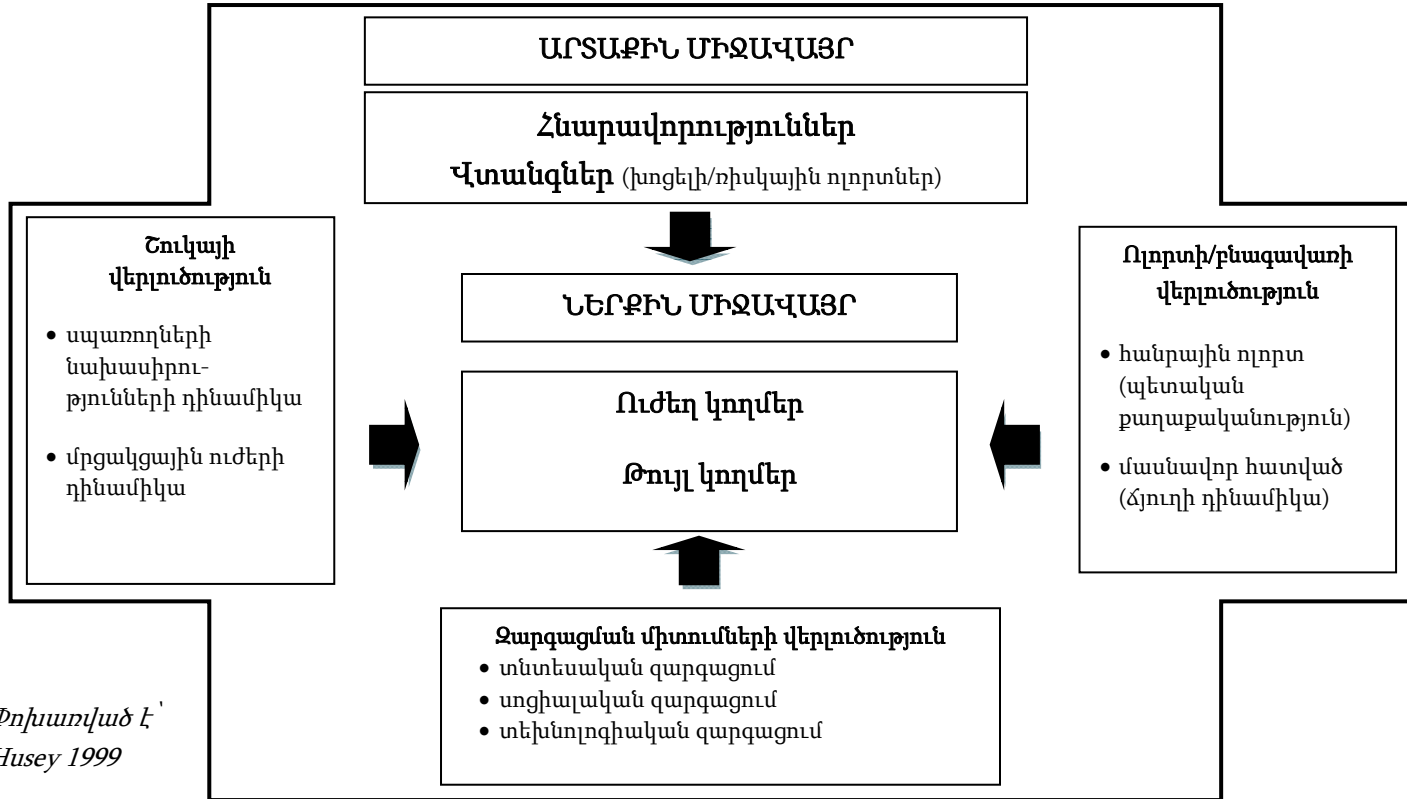 ԱՐՏԱՔԻՆ ՄԻՋԱՎԱՅՐ
Հնարավորություններ
Վտանգներ (խոցելի/ռիսկային ոլորտներ)
Շուկայի
վերլուծություն
• սպառողների
նախասիրու-
թյունների դինամիկա
• մրցակցային ուժերի
դինամիկա
ՆԵՐՔԻՆ ՄԻՋԱՎԱՅՐ
Ուժեղ կողմեր
Թույլ կողմեր
Ոլորտի/բնագավառի
վերլուծություն
• հանրային ոլորտ
(պետական
քաղաքականություն)
• մասնավոր հատված
(ճյուղի դինամիկա)
Զարգացման միտումների վերլուծություն
• տնտեսական զարգացում
• սոցիալական զարգացում
• տեխնոլոգիական զարգացում
Փոխառված է՝
Husey 1999